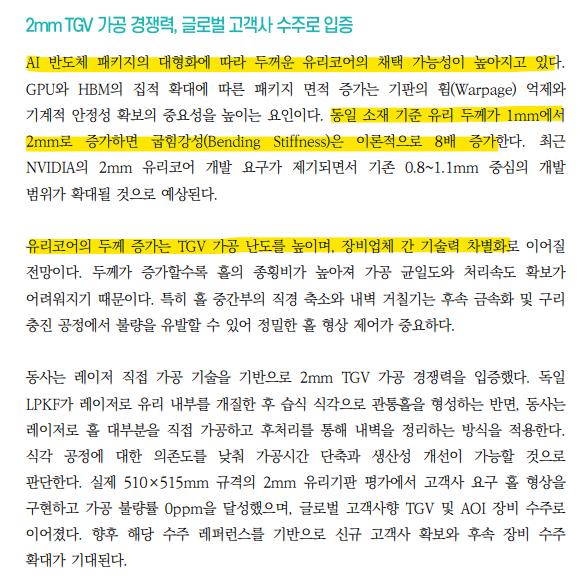 2mm TGV 가공 경쟁력, 글로벌 고객사 수주로 입증
AI 반도체 패키지의 대형화에 따라 두꺼운 유리코어의 채택 가능성이 높아지고 있다.
GPU와 HBM의 집적 확대에 따른 패키지 면적 증가는 기판의 휨(Warpage) 억제와
기계적 안정성 확보의 중요성을 높이는 요인이다. 동일 소재 기준 유리 두께가 1mm에서
2mm로 증가하면 굽힘강성(Bending Stiffness)은 이론적으로 8배 증가한다. 최근
NVIDIA의 2mm 유리코어 개발 요구가 제기되면서 기존 0.8~1.1mm 중심의 개발
범위가 확대될 것으로 예상된다.
유리코어의 두께 증가는 TGV 가공 난도를 높이며, 장비업체 간 기술력 차별화로 이어질
전망이다. 두께가 증가할수록 홀의 종횡비가 높아져 가공 균일도와 처리속도 확보가
어려워지기 때문이다. 특히 홀 중간부의 직경 축소와 내벽 거칠기는 후속 금속화 및 구리
충진 공정에서 불량을 유발할 수 있어 정밀한 홀 형상 제어가 중요하다.
동사는 레이저 직접 가공 기술을 기반으로 2mm TGV 가공 경쟁력을 입증했다. 독일
LPKF가 레이저로 유리 내부를 개질한 후 습식 식각으로 관통홀을 형성하는 반면, 동사는
레이저로 홀 대부분을 직접 가공하고 후처리를 통해 내벽을 정리하는 방식을 적용한다.
식각 공정에 대한 의존도를 낮춰 가공시간 단축과 생산성 개선이 가능할 것으로
판단한다. 실제 510×515mm 규격의 2mm 유리기판 평가에서 고객사 요구 홀 형상을
구현하고 가공 불량률 0ppm을 달성했으며, 글로벌 고객사향 TGV 및 AOI 장비 수주로
이어졌다. 향후 해당 수주 레퍼런스를 기반으로 신규 고객사 확보와 후속 장비 수주
확대가 기대된다.